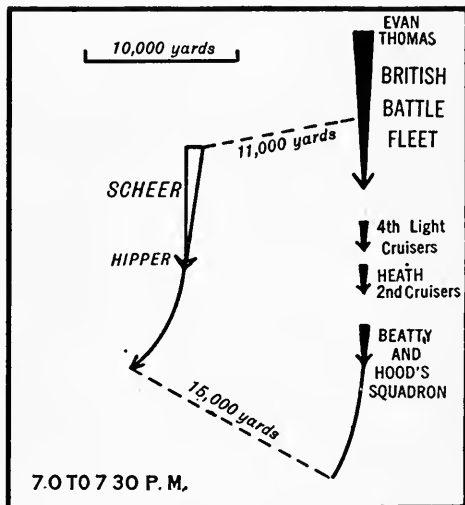 EVAN
THOMAS
10,000 yards
BRITISH
BATTLE
FLEET
11,000 yards
SCHEER
4th Light
Cruisers
HIPPER
HEATH
2nd Cruisers
BEATTY
AND
HOOD'S
SQUADRON
15,000 yards
7.0 TO 7 30 P. M.